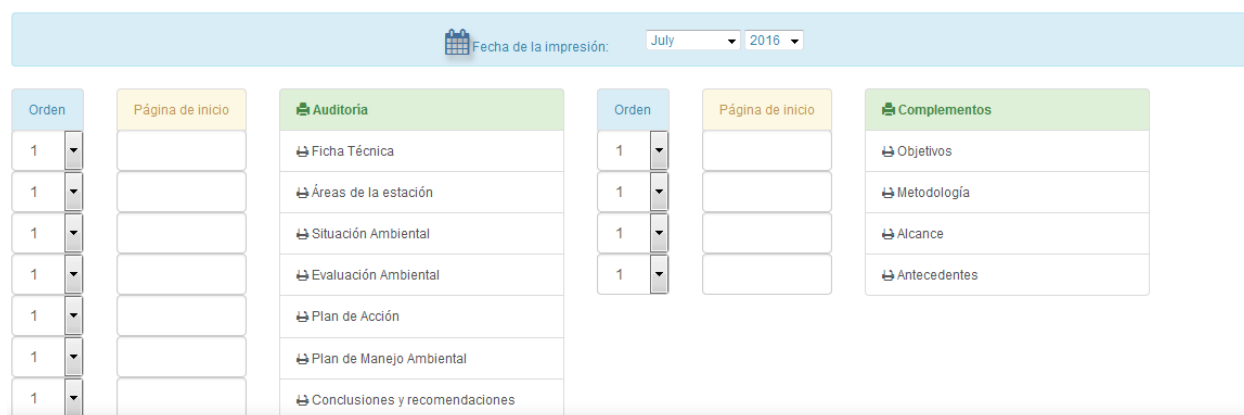 Fecha de la impresión: July 2016
Orden Página de inicio Auditoría Orden Página de inicio Complementos
1 Ficha Técnica 1 Objetivos
1 Áreas de la estación 1 Metodología
1 Situación Ambiental 1 Alcance
1 Evaluación Ambiental 1 Antecedentes
1 Plan de Acción
1 Plan de Manejo Ambiental
1 Conclusiones y recomendaciones